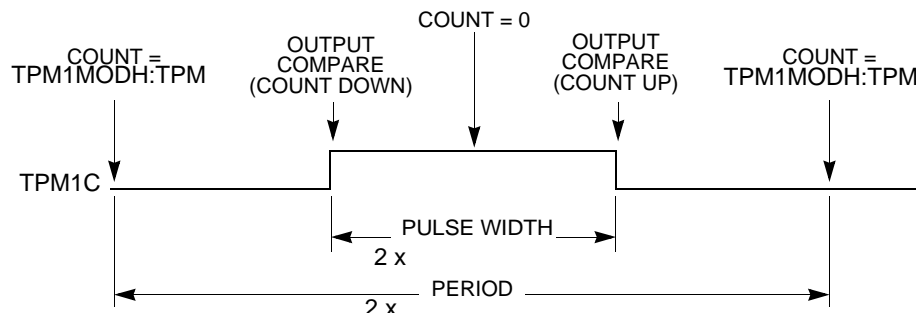 COUNT = 0
COUNT =
TPM1MODH:TPM
OUTPUT
COMPARE
(COUNT DOWN)
OUTPUT
COMPARE
(COUNT UP)
COUNT =
TPM1MODH:TPM
TPM1C
PULSE WIDTH
2 x
PERIOD
2 x